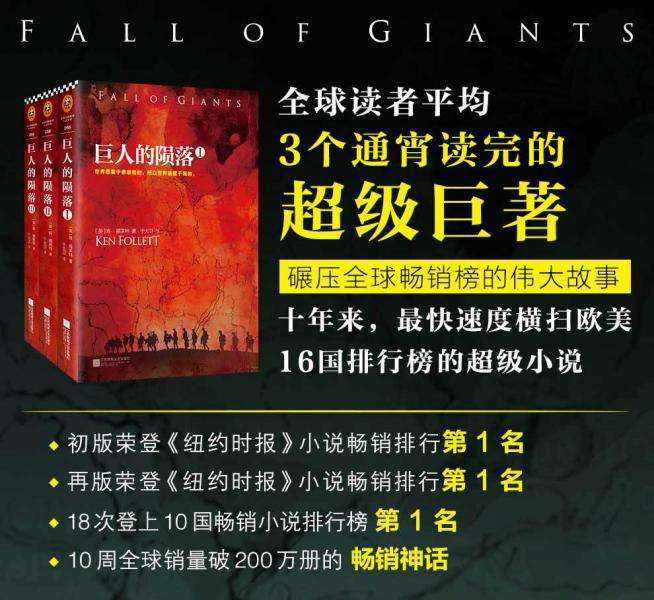 FALL OF GIANTS
全球读者平均
3个通宵读完的
超级巨著
碾压全球畅销榜的伟大故事
十年来，最快速度横扫欧美
16国排行榜的超级小说
FALL OF GIANTS
巨人的陨落 I
KEN FOLLETT
巨人的陨落 III
巨人的陨落 II
巨人的陨落 I
初版荣登《纽约时报》小说畅销排行第1名
再版荣登《纽约时报》小说畅销排行第1名
18次登上10国畅销小说排行榜 第1名
10周全球销量破200万册的 畅销神话